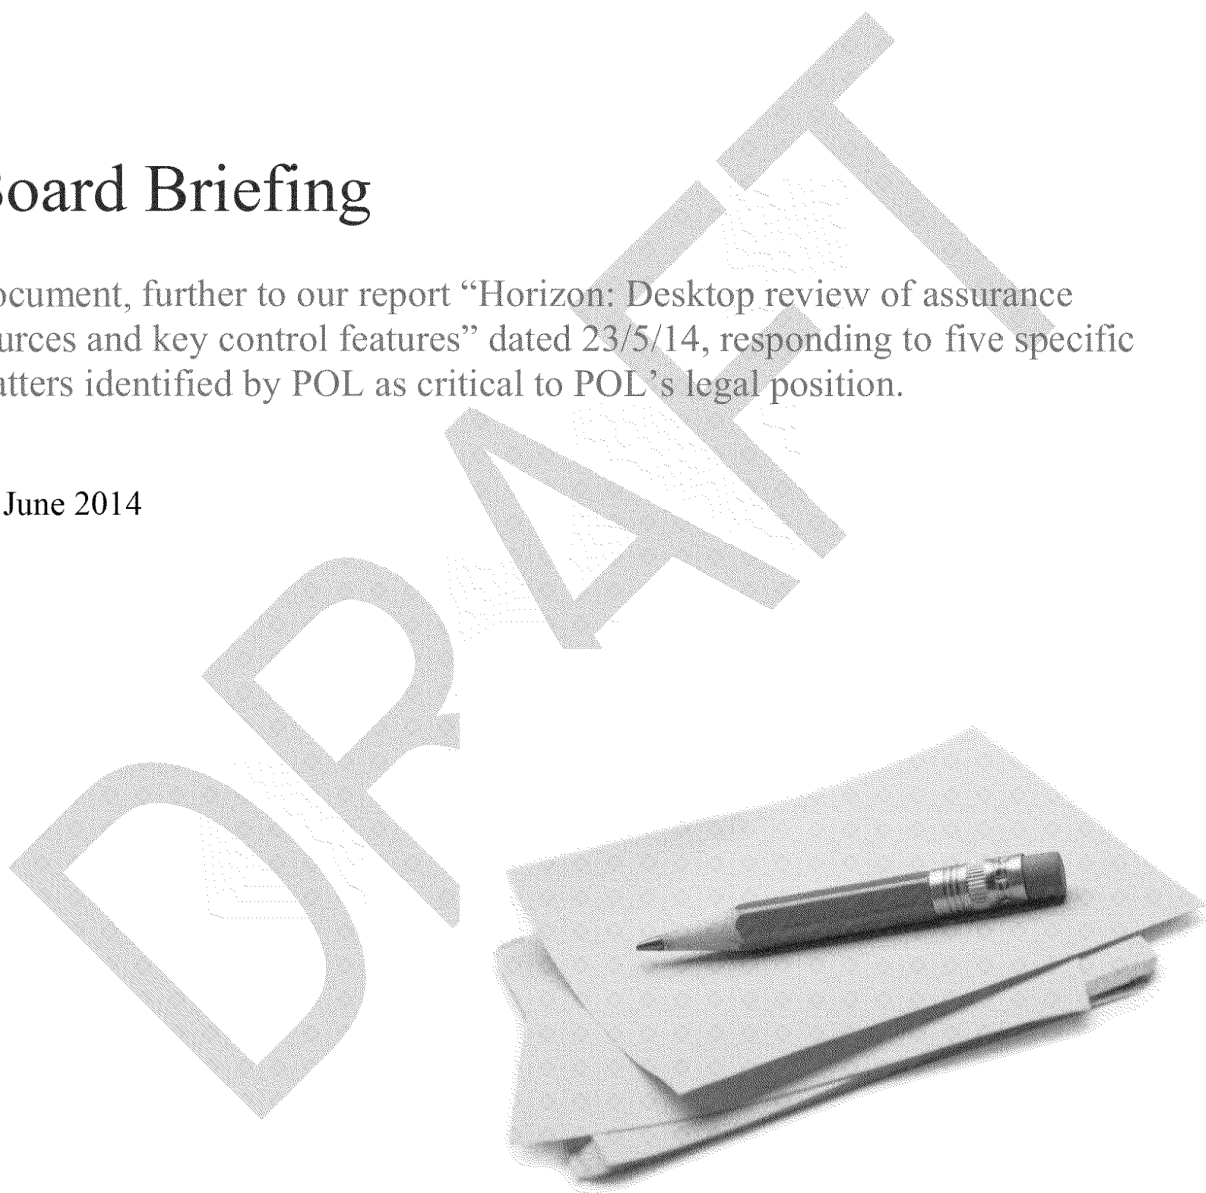 Board Briefing
ocument, further to our report “Horizon: Desktop review of assurance
urces and key control features” dated 23/5/14, responding to five specific
atters identified by POL as critical to POL’s legal position.
June 2014
DRAFT